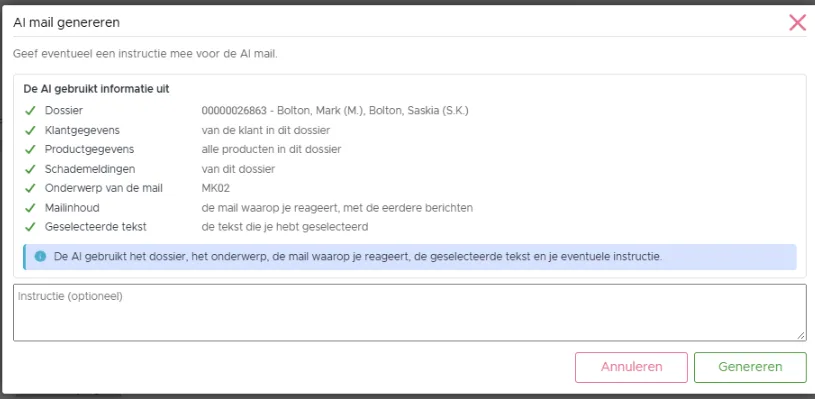 AI mail genereren
Geef eventueel een instructie mee voor de AI mail.
De AI gebruikt informatie uit
Dossier 00000026863 - Bolton, Mark (M.), Bolton, Saskia (S.K.)
Klantgegevens van de klant in dit dossier
Productgegevens alle producten in dit dossier
Schademeldingen van dit dossier
Onderwerp van de mail MK02
Mailinhoud de mail waarop je reageert, met de eerdere berichten
Geselecteerde tekst de tekst die je hebt geselecteerd
De AI gebruikt het dossier, het onderwerp, de mail waarop je reageert, de geselecteerde tekst en je eventuele instructie.
Instructie (optioneel)
Annuleren Genereren